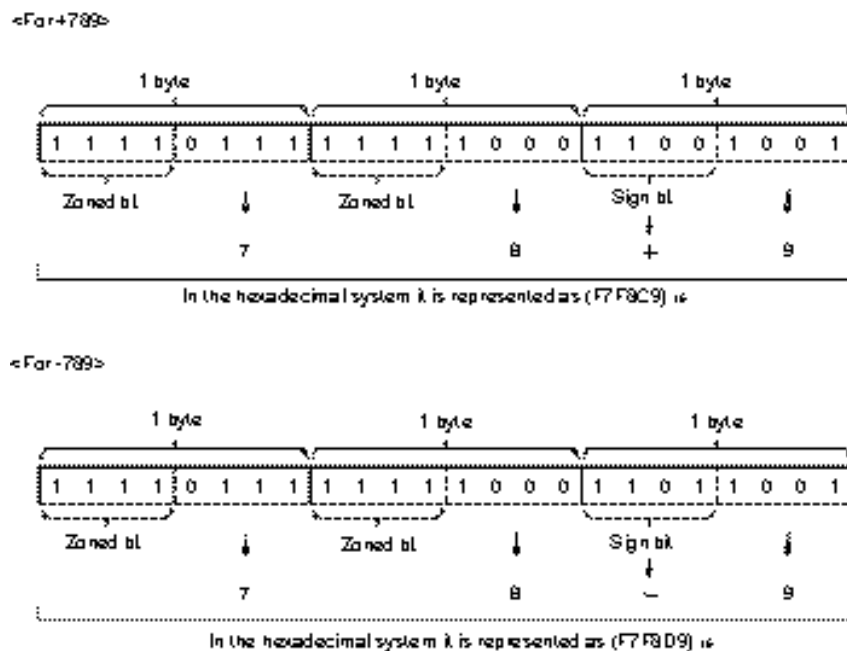 <For+789>
1 byte 1 byte 1 byte
1 1 1 1 0 1 1 1 1 1 1 1 1 0 0 0 1 1 0 0 1 0 0 1
Zoned bit Zoned bit Sign bit
7 8 + 9
In the hexadecimal system it is represented as (F7F8C9) 16
<For-789>
1 byte 1 byte 1 byte
1 1 1 1 0 1 1 1 1 1 1 1 1 0 0 0 1 1 0 1 1 0 0 1
Zoned bit Zoned bit Sign bit
7 8 - 9
In the hexadecimal system it is represented as (F7F8D9) 16